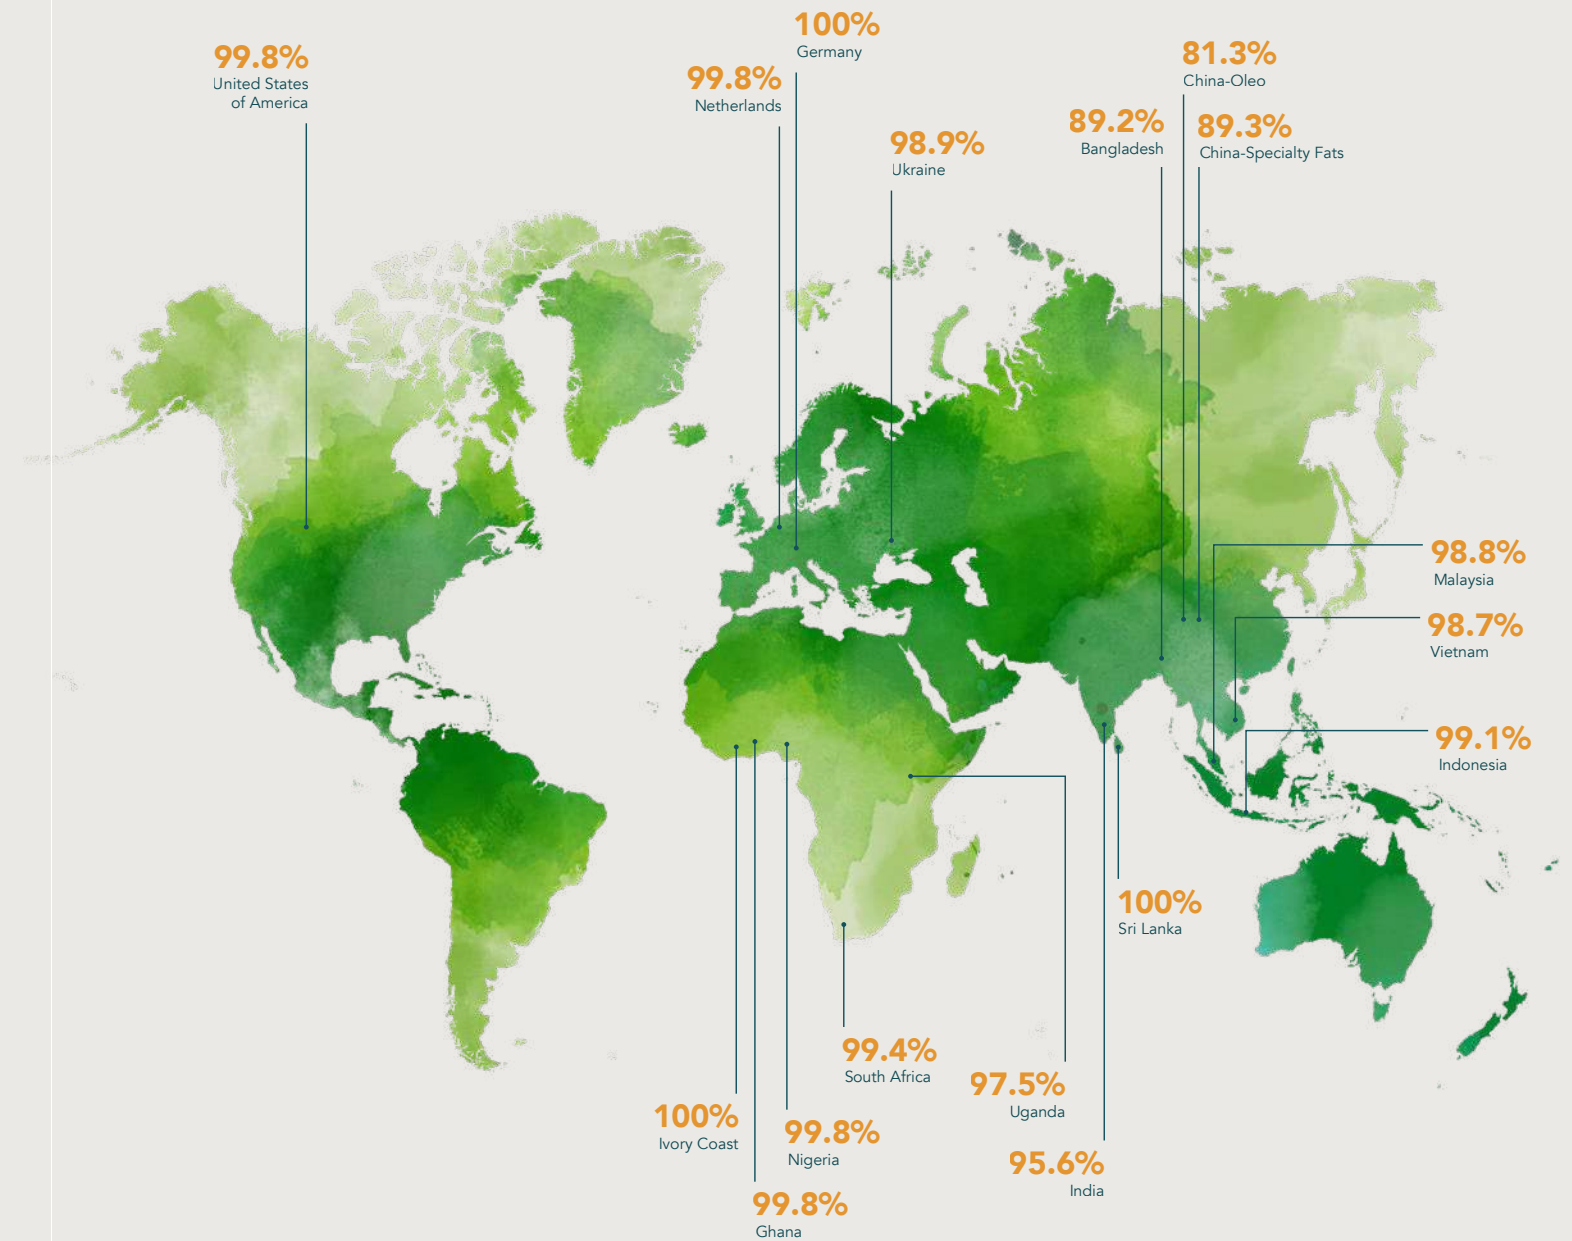 100%
Germany
99.8%
United States
of America
99.8%
Netherlands
81.3%
China-Oleo
89.2%
Bangladesh
89.3%
China-Specialty Fats
98.9%
Ukraine
98.8%
Malaysia
98.7%
Vietnam
99.1%
Indonesia
100%
Sri Lanka
99.4%
South Africa
97.5%
Uganda
100%
Ivory Coast
99.8%
Nigeria
95.6%
India
99.8%
Ghana